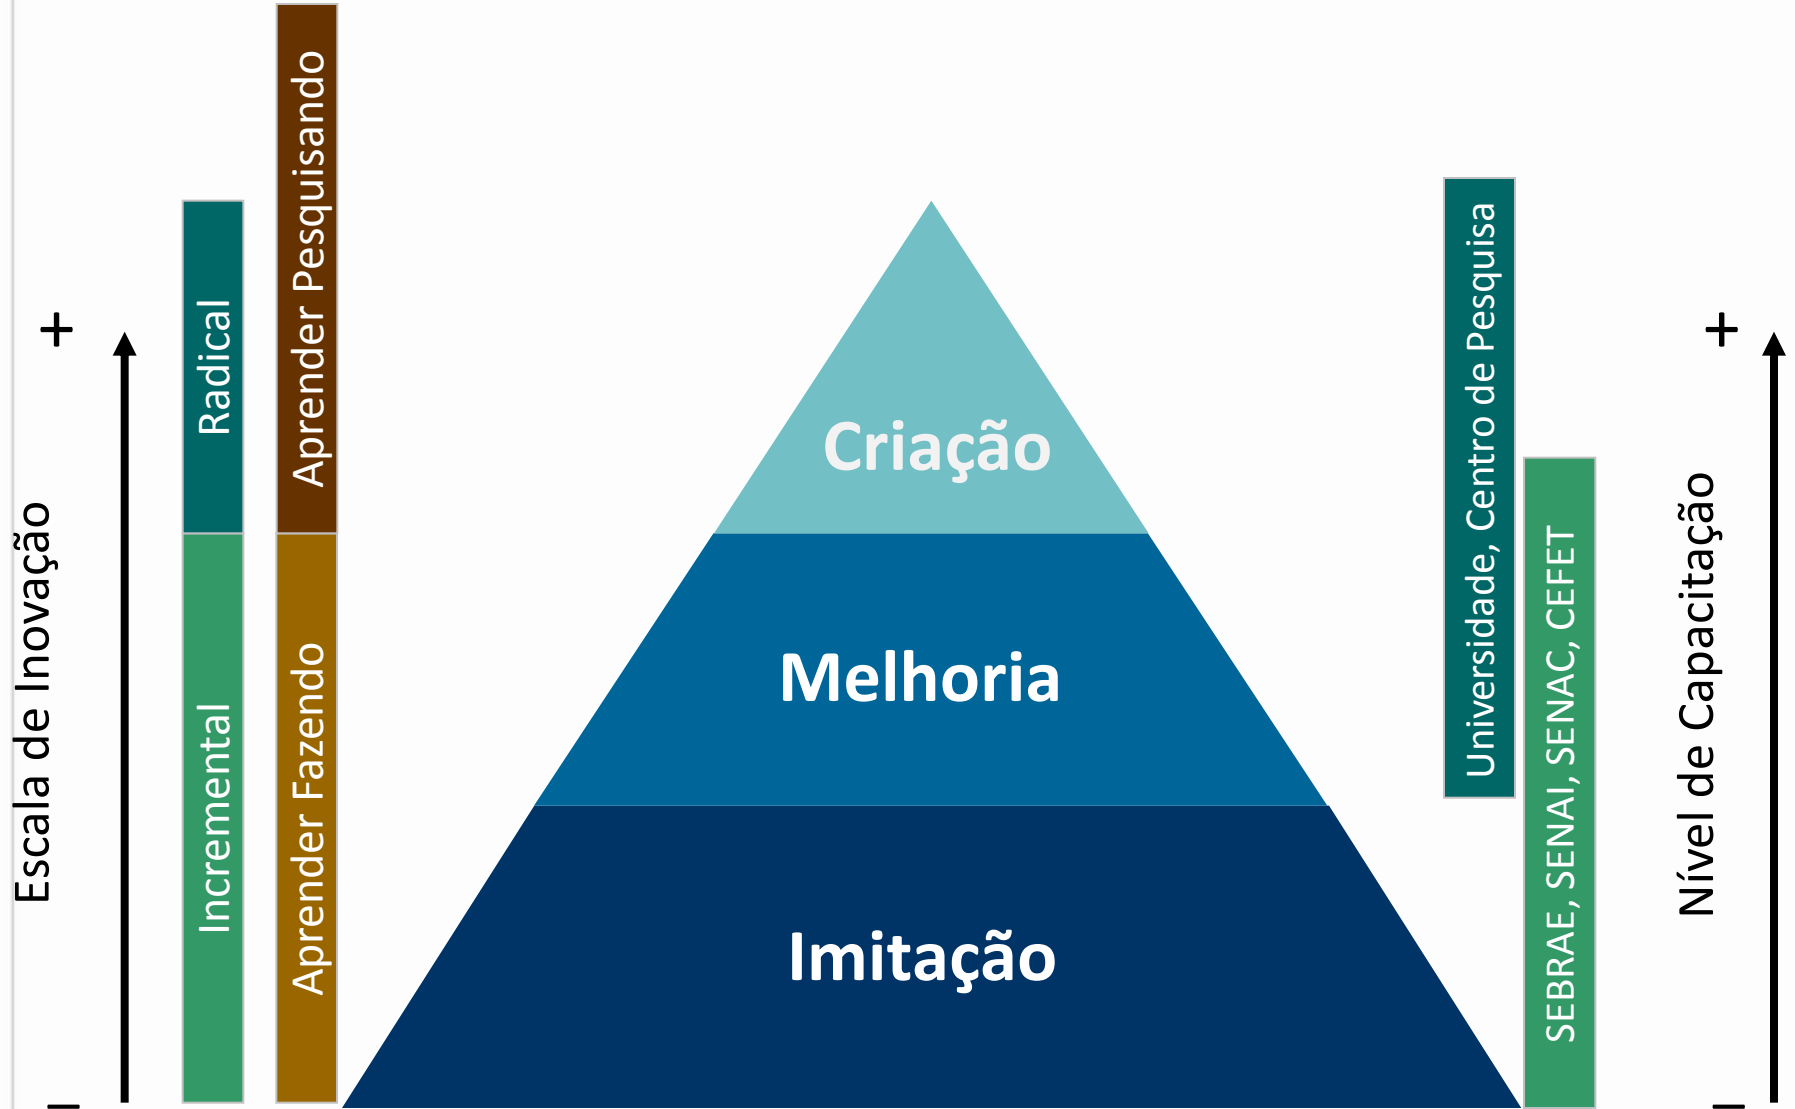 Escala de Inovação
+
–
Radical
Incremental
Aprender Pesquisando
Aprender Fazendo
Criação
Melhoria
Imitação
Universidade, Centro de Pesquisa
SEBRAE, SENAI, SENAC, CEFET
Nível de Capacitação
+
–